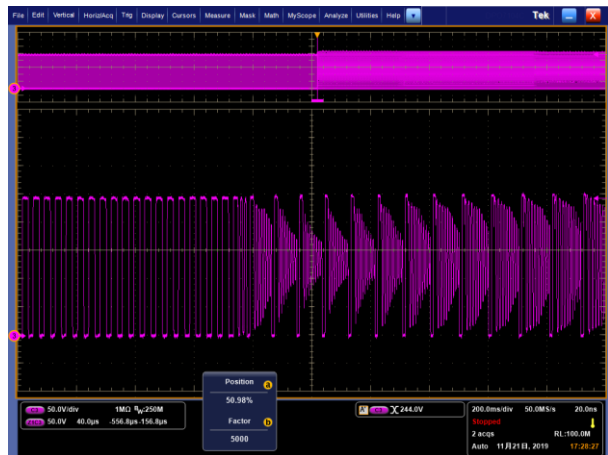 File Edit Vertical Horiz/Acq Trig Display Cursors Measure Mask Math MyScope Analyze Utilities Help Tek X
Position a
50.98%
Factor b
5000
C3 50.0V/div 1MΩ BW:250M
Z1C3 50.0V 40.0µs -556.8µs -156.8µs
A' C3 244.0V
200.0ms/div 50.0MS/s 20.0ns
Stopped
2 acqs RL:100.0M
Auto 11月21日, 2019 17:28:27